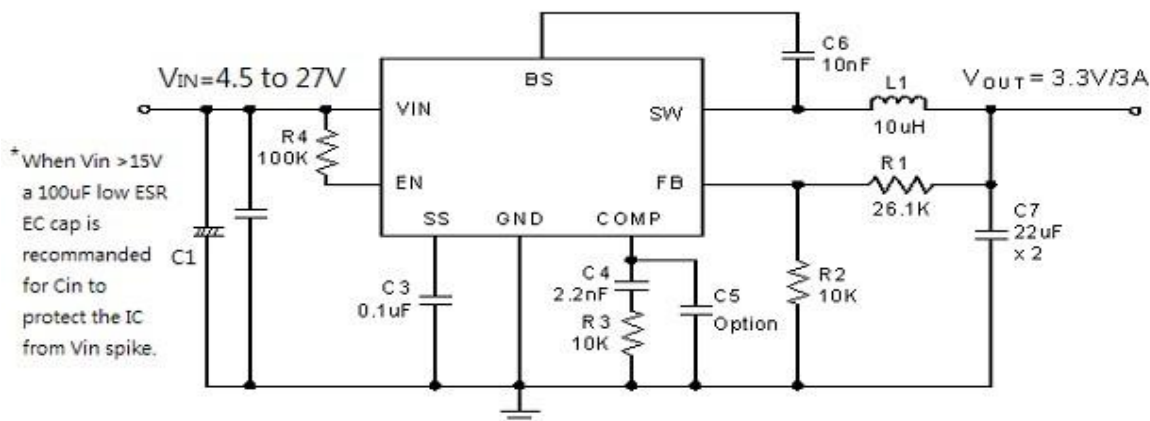 VIN=4.5 to 27V
*When Vin >15V
a 100uF low ESR
EC cap is
recommanded
for Cin to
protect the IC
from Vin spike.
C1
R4
100K
BS
VIN
SW
EN
FB
SS
GND
COMP
C6
10nF
L1
10uH
VOUT = 3.3V/3A
R1
26.1K
C7
22uF
x 2
R2
10K
C3
0.1uF
C4
2.2nF
R3
10K
C5
Option